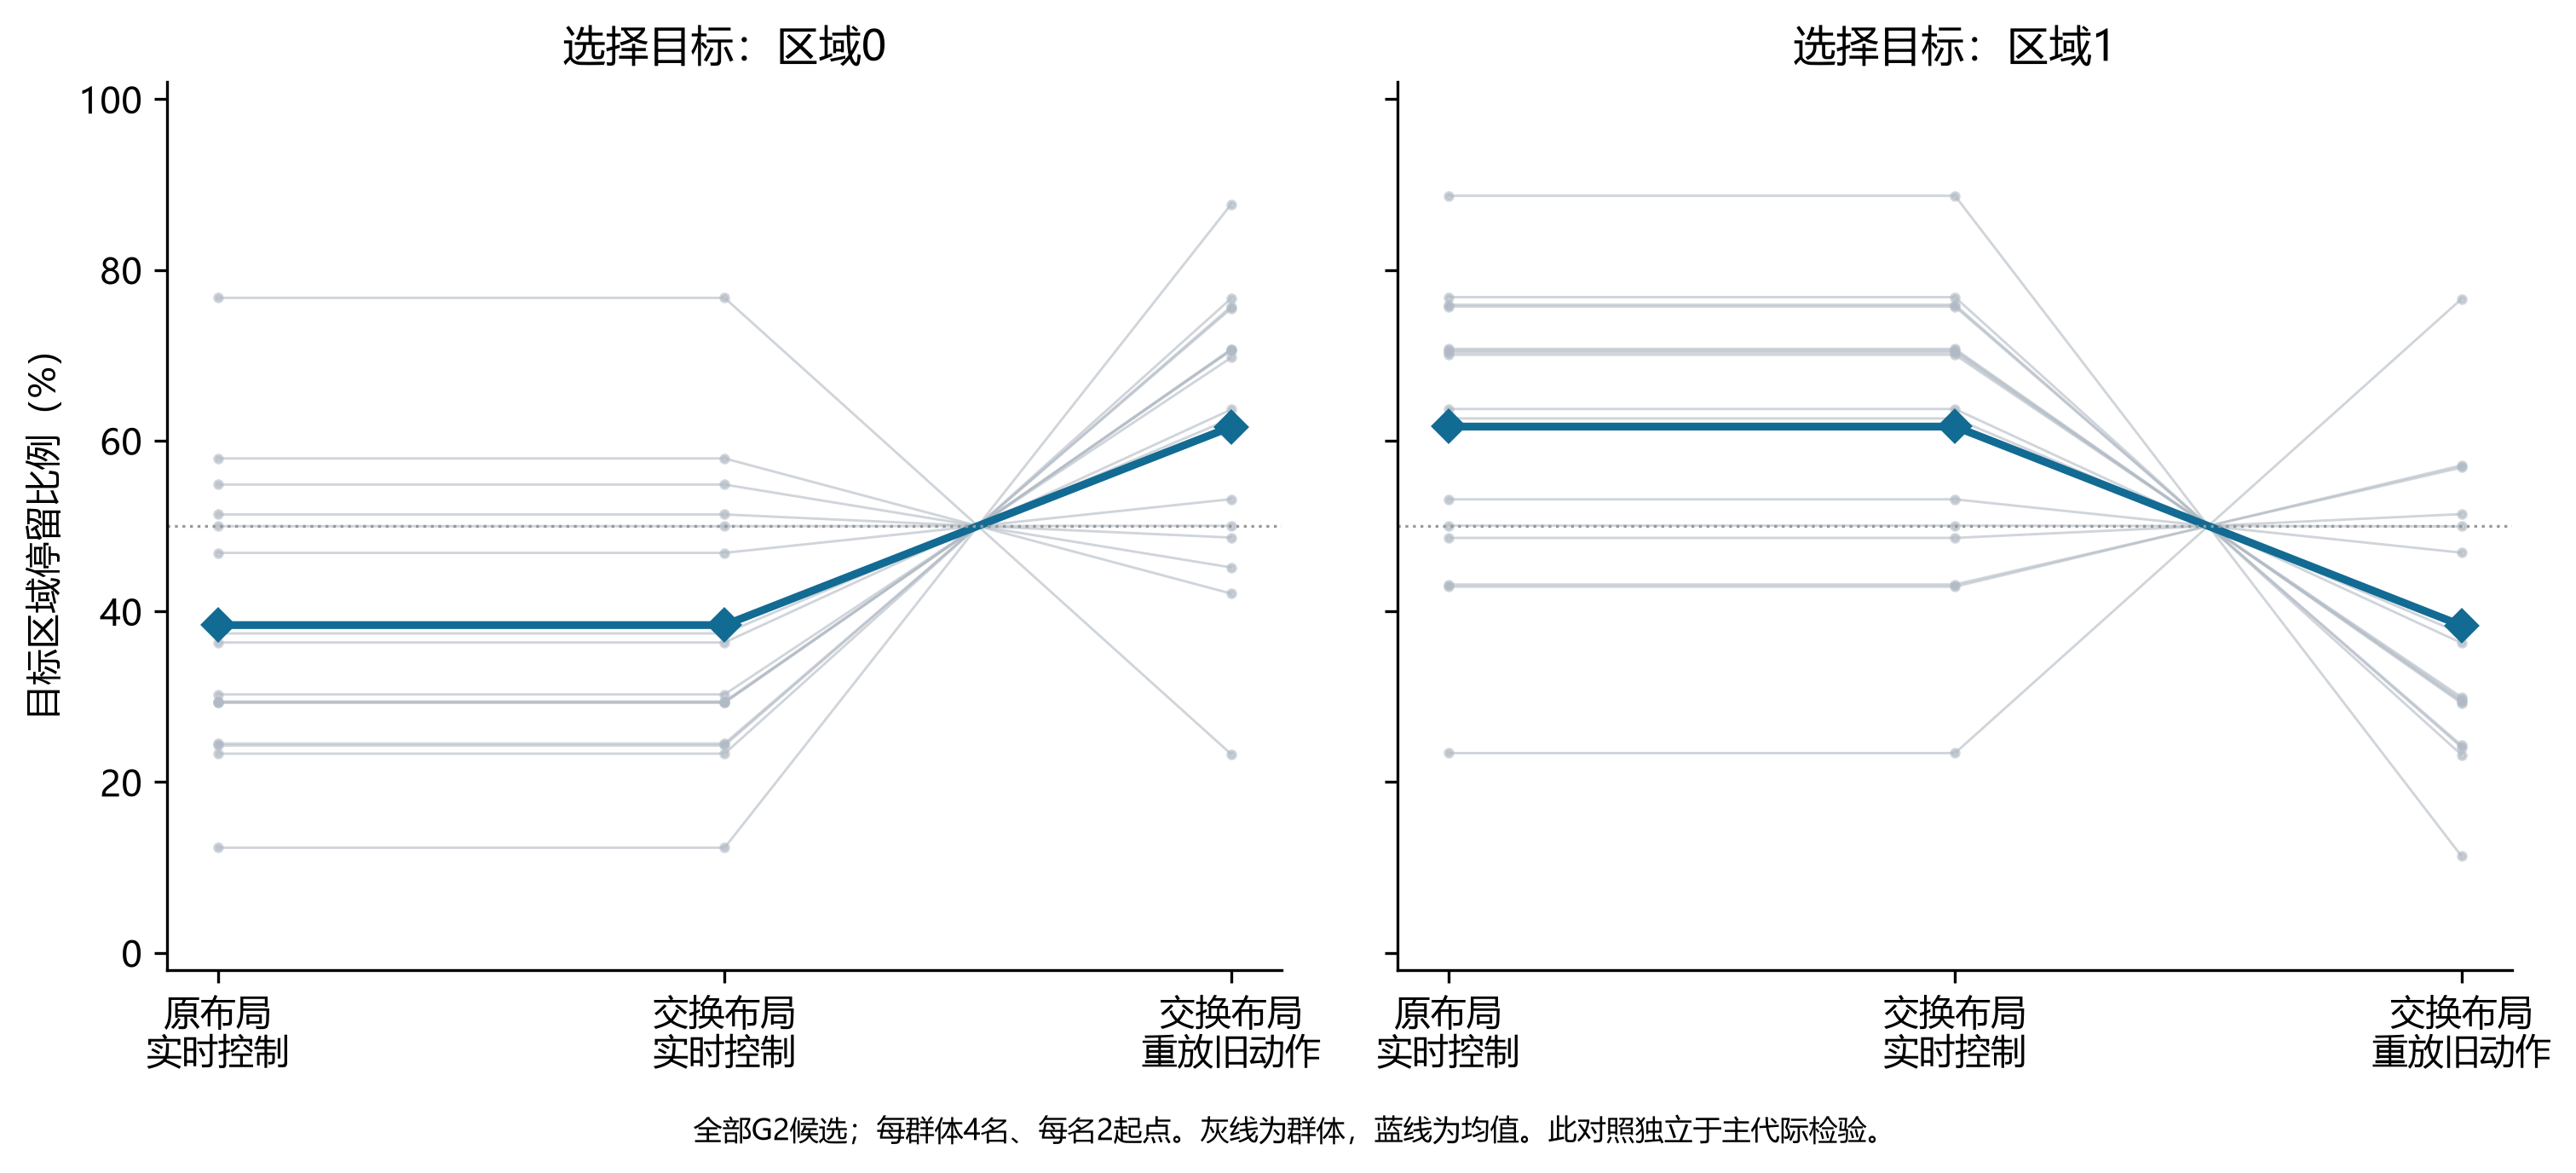 选择目标：区域0
选择目标：区域1
目标区域停留比例（%）
100
80
60
40
20
0
原布局
实时控制
交换布局
实时控制
交换布局
重放旧动作
原布局
实时控制
交换布局
实时控制
交换布局
重放旧动作
全部G2候选；每群体4名、每名2起点。灰线为群体，蓝线为均值。此对照独立于主代际检验。